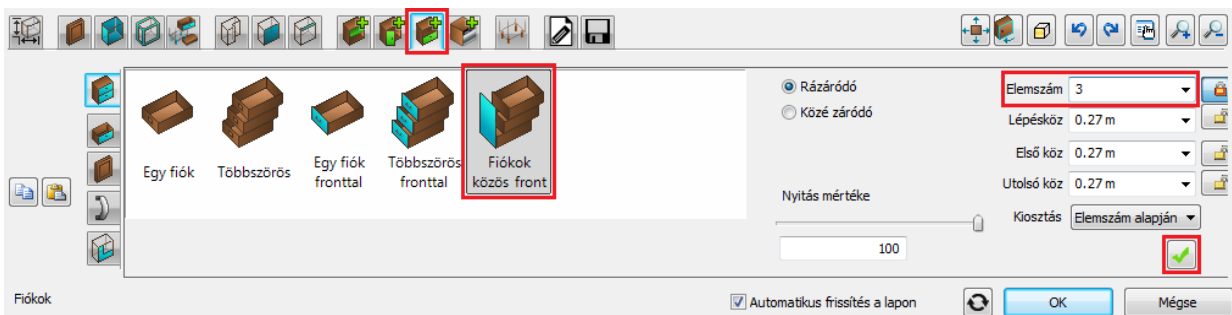 Egy fiók
Többszörös
Egy fiók
fronttal
Többszörös
fronttal
Fiókok
közös front
Rázáródó
Közé záródó
Nyitás mértéke
100
Elemszám 3
Lépésköz 0.27 m
Első köz 0.27 m
Utolsó köz 0.27 m
Kiosztás Elemszám alapján
Fiókok
Automatikus frissítés a lapon
OK
Mégse